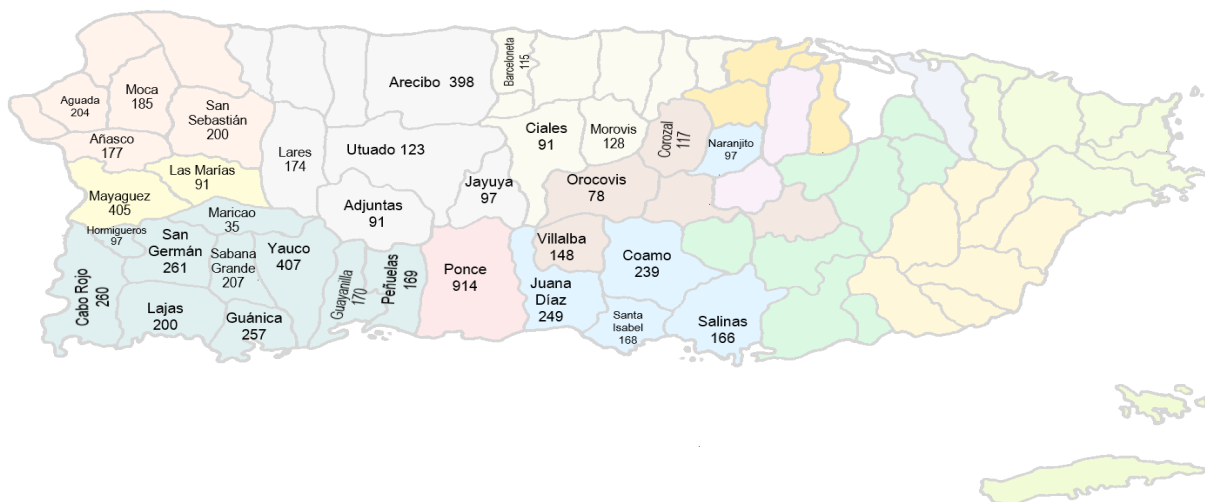 Barceloneta
115
Arecibo 398
Moca
185
Aguada
204
San
Sebastián
200
Añasco
177
Lares
174
Utuado 123
Ciales
91
Morovis
128
Corozal
117
Naranjito
97
Las Marías
91
Mayaguez
405
Jayuya
97
Orocovis
78
Adjuntas
91
Maricao
35
Hormigueros
97
San
Germán
261
Sabana
Grande
207
Yauco
407
Villalba
148
Coamo
239
Cabo Rojo
260
Guayanilla
170
Peñuelas
169
Ponce
914
Juana
Díaz
249
Lajas
200
Guánica
257
Santa
Isabel
168
Salinas
166